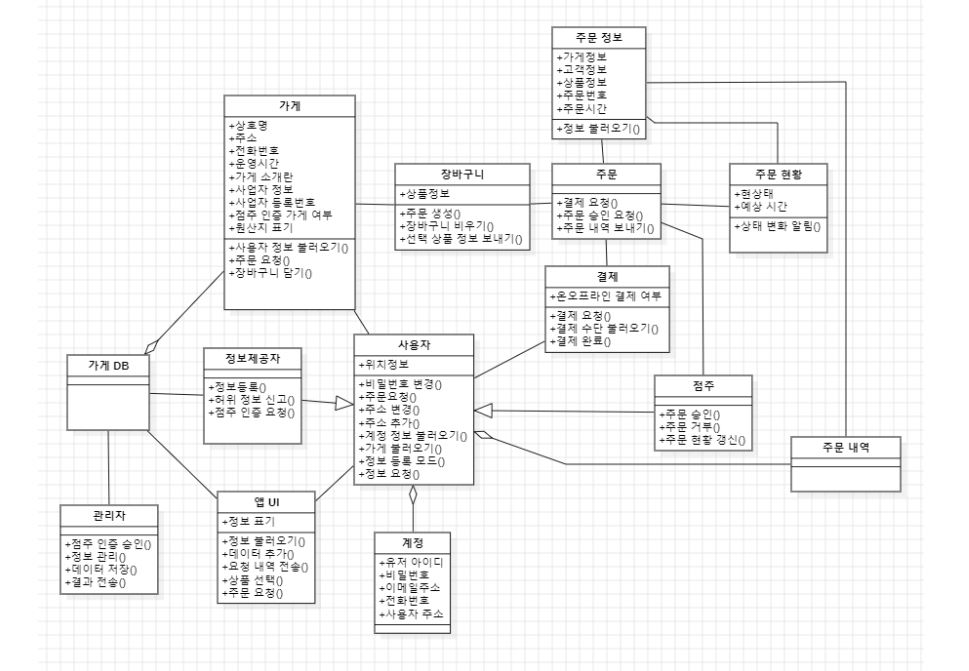 주문 정보
+가게정보
+고객정보
+상품정보
+주문번호
+주문시간
+정보 불러오기()
가게
+상호명
+주소
+전화번호
+운영시간
+가게 소개란
+사업자 정보
+사업자 등록번호
+점주 인증 가게 여부
+원산지 표기
+사용자 정보 불러오기()
+주문 요청()
+장바구니 담기()
장바구니
+상품정보
+주문 생성()
+장바구니 비우기()
+선택 상품 정보 보내기()
주문
+결제 요청()
+주문 승인 요청()
+주문 내역 보내기()
주문 현황
+현상태
+예상 시간
+상태 변화 알림()
결제
+온오프라인 결제 여부
+결제 요청()
+결제 수단 불러오기()
+결제 완료()
사용자
+위치정보
+비밀번호 변경()
+주문요청()
+주소 변경()
+주소 추가()
+계정 정보 불러오기()
+가게 불러오기()
+정보 등록 모드()
+정보 요청()
가게 DB
정보제공자
+정보등록()
+허위 정보 신고()
+점주 인증 요청()
점주
+주문 승인()
+주문 거부()
+주문 현황 갱신()
주문 내역
관리자
+점주 인증 승인()
+정보 관리()
+데이터 저장()
+결과 전송()
앱 UI
+정보 표기
+정보 불러오기()
+데이터 추가()
+요청 내역 전송()
+상품 선택()
+주문 요청()
계정
+유저 아이디
+비밀번호
+이메일주소
+전화번호
+사용자 주소